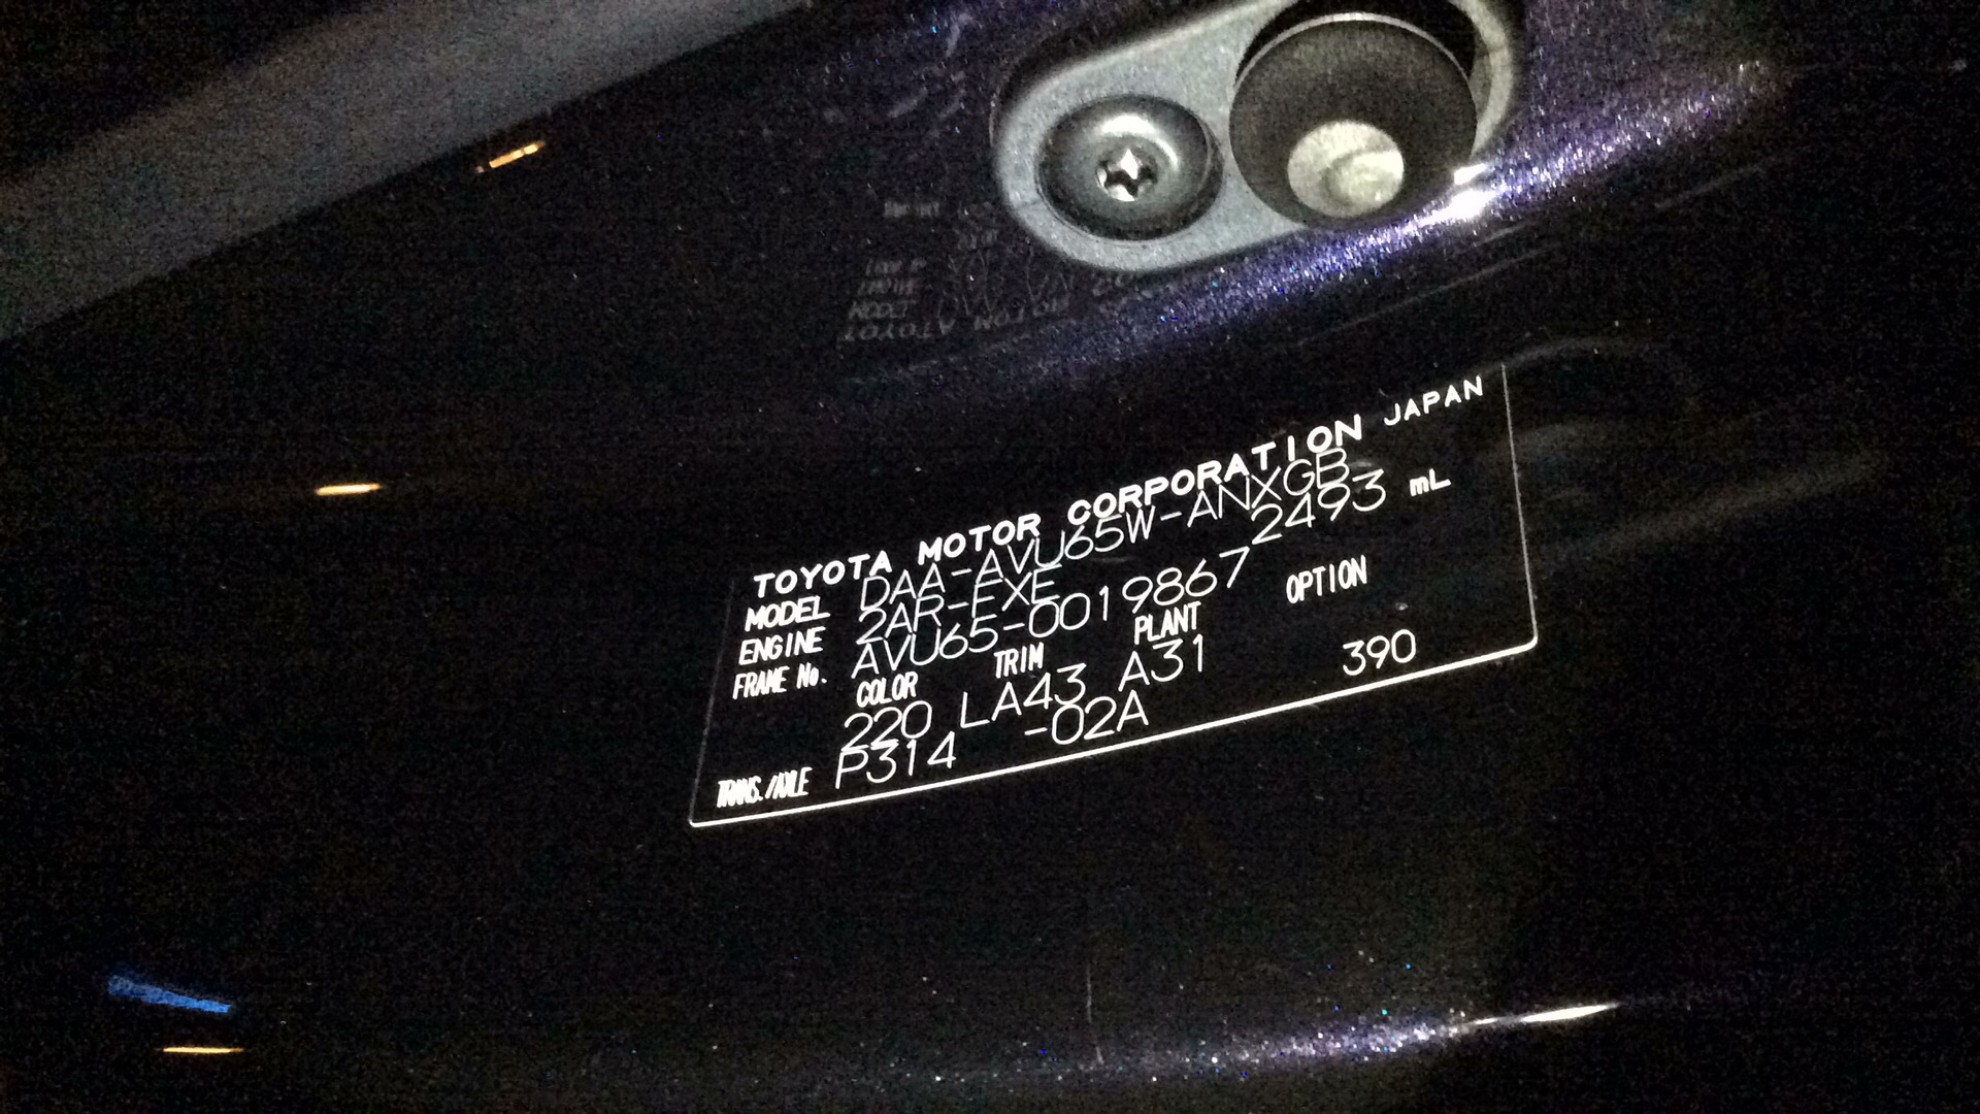 TOYOTA MOTOR CORPORATION JAPAN
MODEL DAA-AVU65W-ANXGB
ENGINE 2AR-FXE 2493 mL
FRAME No. AVU65-0019867
COLOR TRIM PLANT OPTION
220 LA43 A31 390
TRANS./AXLE P314 -02A